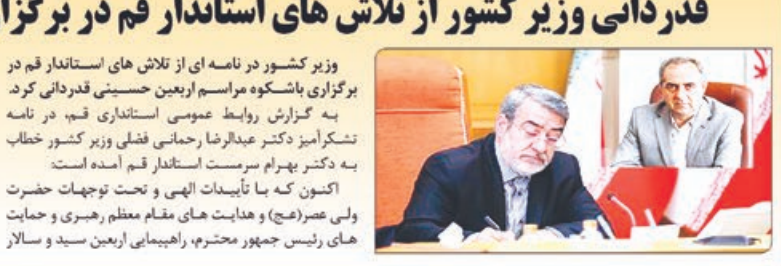 قدردانی وزیر کشور از تلاش های استاندار قم در برگزا
وزیر کشور در نامه ای از تلاش های استاندار قم در
برگزاری باشکوه مراسم اربعین حسینی قدردانی کرد.
به گزارش روابط عمومی استانداری قم، در نامه
تشکرآمیز دکتر عبدالرضا رحمانی فضلی وزیر کشور خطاب
به دکتر بهرام سرمست استاندار قم آمده است:
اکنون که با تأییدات الهی و تحت توجهات حضرت
ولی عصر(عج) و هدایت های مقام معظم رهبری و حمایت
های رئیس جمهور محترم، راهپیمایی اربعین سید و سالار